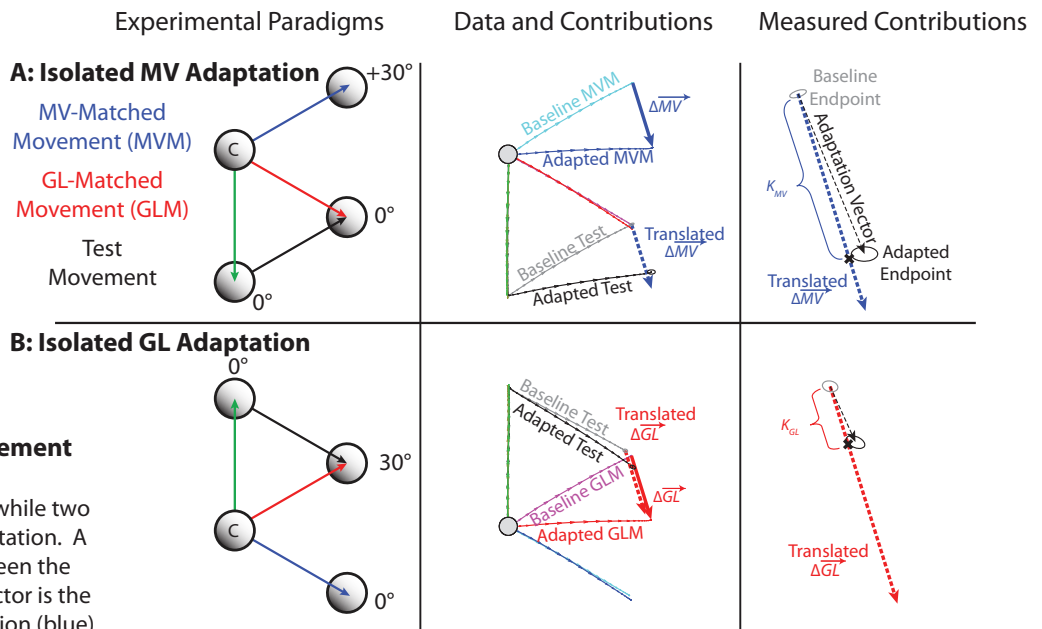 Experimental Paradigms
Data and Contributions
Measured Contributions
A: Isolated MV Adaptation
+30°
MV-Matched
Movement (MVM)
C
GL-Matched
Movement (GLM)
0°
Test
Movement
0°
Baseline MVM
ΔMV
Adapted MVM
Translated
ΔMV
Baseline Test
Adapted Test
Baseline
Endpoint
Adaptation Vector
K_MV
Adapted
Endpoint
Translated
ΔMV
B: Isolated GL Adaptation
0°
30°
C
0°
Baseline Test
Adapted Test
Translated
ΔGL
Baseline GLM
ΔGL
Adapted GLM
K_GL
Translated
ΔGL
ement
while two
tation. A
een the
ctor is the
ion (blue)